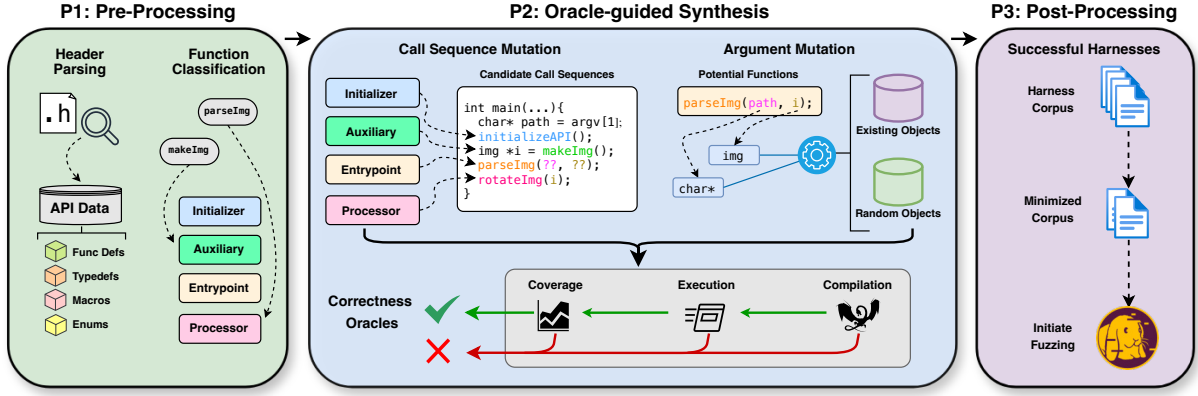 P1: Pre-Processing
Header
Parsing
.h
API Data
Func Defs
Typedefs
Macros
Enums
Function
Classification
parseImg
makeImg
Initializer
Auxiliary
Entrypoint
Processor
P2: Oracle-guided Synthesis
Call Sequence Mutation
Initializer
Auxiliary
Entrypoint
Processor
Candidate Call Sequences
int main(...){
char* path = argv[1];
initializeAPI();
img *i = makeImg();
parseImg(??, ??);
rotateImg(i);
}
Argument Mutation
Potential Functions
parseImg(path, i);
img
char*
Existing Objects
Random Objects
Correctness
Oracles
Coverage
Execution
Compilation
P3: Post-Processing
Successful Harnesses
Harness
Corpus
Minimized
Corpus
Initiate
Fuzzing